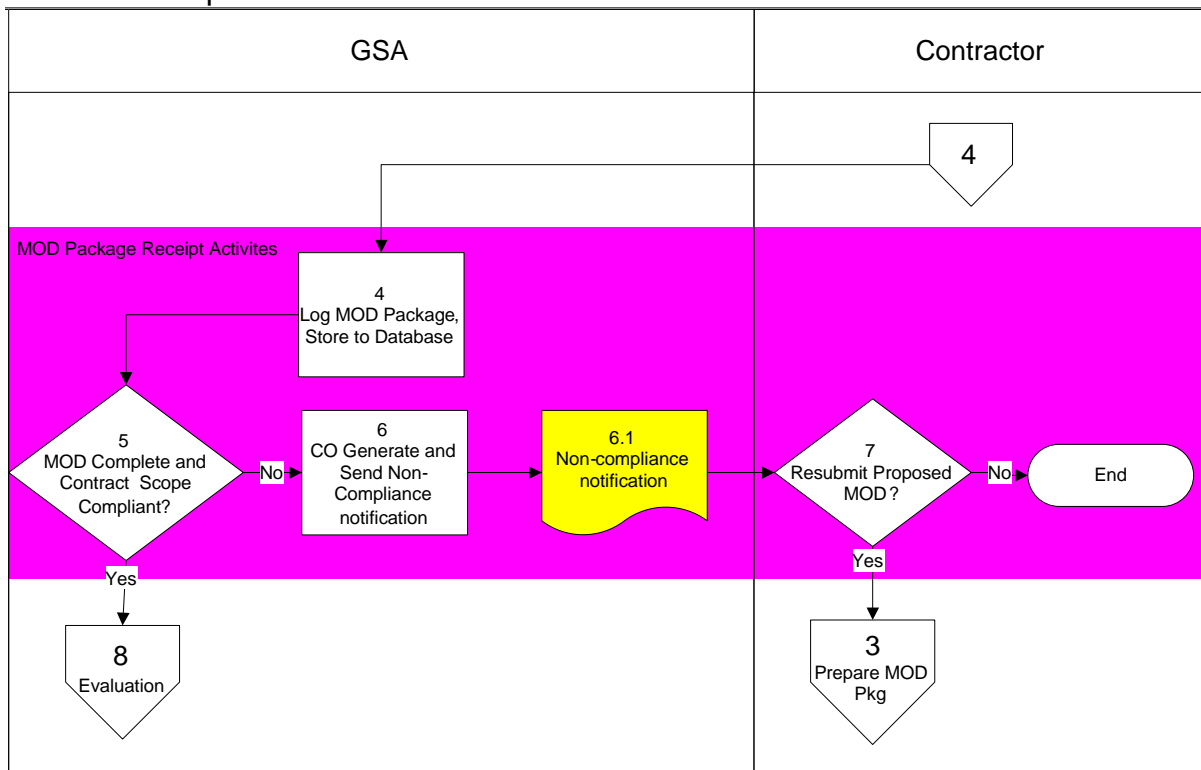 GSA
Contractor
4
MOD Package Receipt Activites
4
Log MOD Package,
Store to Database
5
MOD Complete and
Contract Scope
Compliant?
No
6
CO Generate and
Send Non-
Compliance
notification
6.1
Non-compliance
notification
7
Resubmit Proposed
MOD?
No
End
Yes
Yes
8
Evaluation
3
Prepare MOD
Pkg